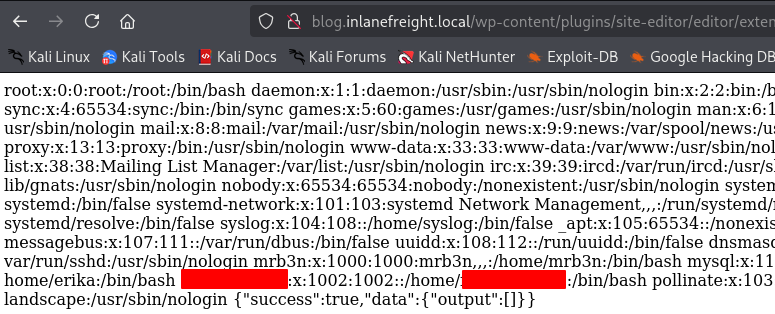 blog.inlanefreight.local/wp-content/plugins/site-editor/editor/exten
Kali Linux Kali Tools Kali Docs Kali Forums Kali NetHunter Exploit-DB Google Hacking DB
root:x:0:0:root:/root:/bin/bash daemon:x:1:1:daemon:/usr/sbin:/usr/sbin/nologin bin:x:2:2:bin:/b
sync:x:4:65534:sync:/bin:/bin/sync games:x:5:60:games:/usr/games:/usr/sbin/nologin man:x:6:1
usr/sbin/nologin mail:x:8:8:mail:/var/mail:/usr/sbin/nologin news:x:9:9:news:/var/spool/news:/us
proxy:x:13:13:proxy:/bin:/usr/sbin/nologin www-data:x:33:33:www-data:/var/www:/usr/sbin/nolo
list:x:38:38:Mailing List Manager:/var/list:/usr/sbin/nologin irc:x:39:39:ircd:/var/run/ircd:/usr/sl
lib/gnats:/usr/sbin/nologin nobody:x:65534:65534:nobody:/nonexistent:/usr/sbin/nologin system
systemd:/bin/false systemd-network:x:101:103:systemd Network Management,,,:/run/systemd/r
systemd/resolve:/bin/false syslog:x:104:108::/home/syslog:/bin/false _apt:x:105:65534::/nonexis
messagebus:x:107:111::/var/run/dbus:/bin/false uuidd:x:108:112::/run/uuidd:/bin/false dnsmasc
var/run/sshd:/usr/sbin/nologin mrb3n:x:1000:1000:mrb3n,,,:/home/mrb3n:/bin/bash mysql:x:11
home/erika:/bin/bash :x:1002:1002::/home/ :/bin/bash pollinate:x:103
landscape:/usr/sbin/nologin {"success":true,"data":{"output":[]}}